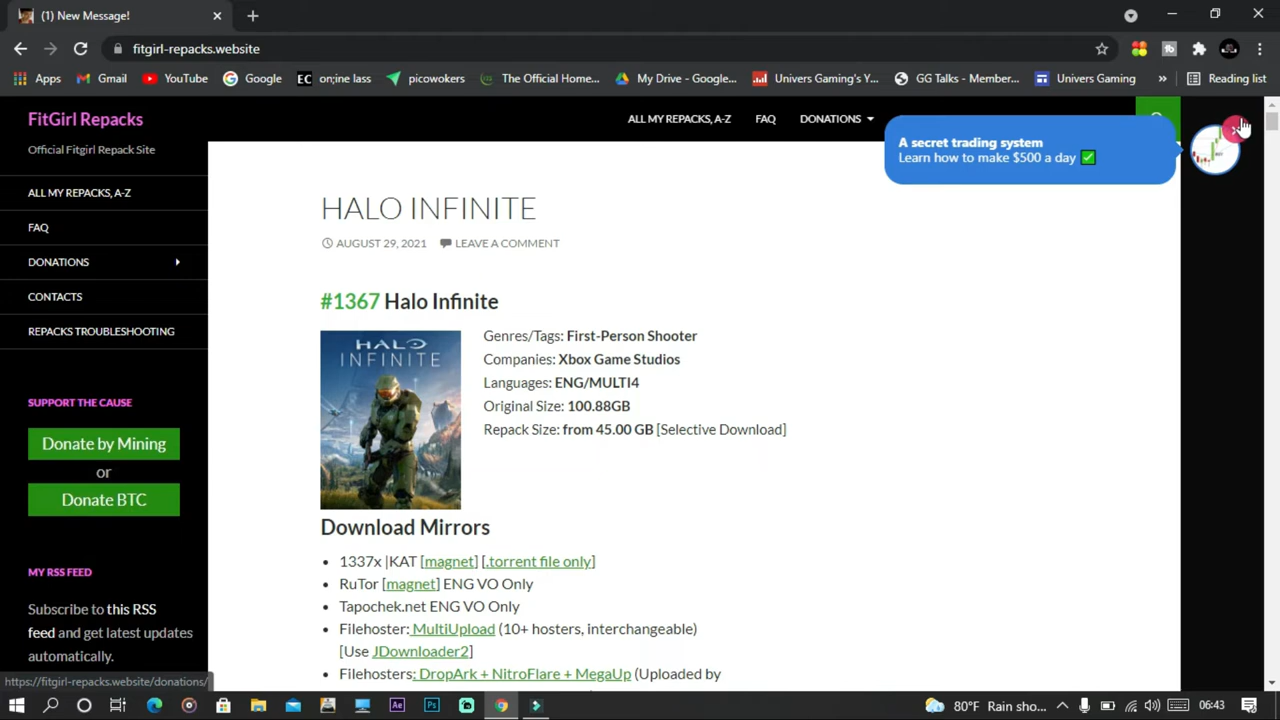 (1) New Message!
fitgirl-repacks.website
Apps
Gmail
YouTube
Google
EC on;ine lass
picowokers
The Official Home...
My Drive - Google...
Univers Gaming's Y...
GG Talks - Member...
Univers Gaming
»
Reading list
FitGirl Repacks
Official Fitgirl Repack Site
ALL MY REPACKS, A-Z
FAQ
DONATIONS
A secret trading system
Learn how to make $500 a day ✅
ALL MY REPACKS, A-Z
FAQ
DONATIONS
CONTACTS
REPACKS TROUBLESHOOTING
SUPPORT THE CAUSE
Donate by Mining
or
Donate BTC
MY RSS FEED
Subscribe to this RSS
feed and get latest updates
automatically.
HALO INFINITE
AUGUST 29, 2021 LEAVE A COMMENT
#1367 Halo Infinite
HALO
INFINITE
Genres/Tags: First-Person Shooter
Companies: Xbox Game Studios
Languages: ENG/MULTI4
Original Size: 100.88GB
Repack Size: from 45.00 GB [Selective Download]
Download Mirrors
• 1337x |KAT [magnet] [.torrent file only]
• RuTor [magnet] ENG VO Only
• Tapochek.net ENG VO Only
• Filehoster: MultiUpload (10+ hosters, interchangeable)
[Use JDownloader2]
• Filehosters: DropArk + NitroFlare + MegaUp (Uploaded by
https://fitgirl-repacks.website/donations/
Ae
Ps
80°F Rain sho...
06:43